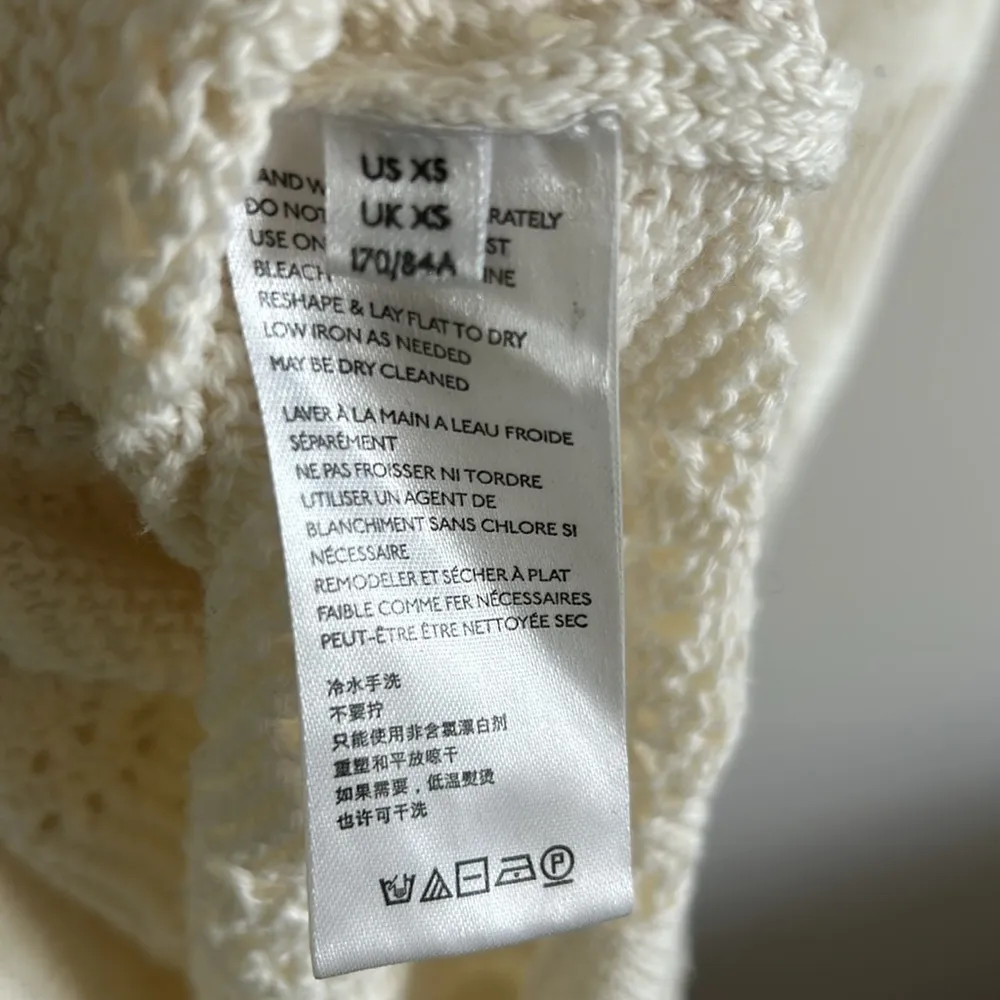 US XS
UK XS
170/84A
AND W
DO NOT RATELY
USE ON ST
BLEACH INE
RESHAPE & LAY FLAT TO DRY
LOW IRON AS NEEDED
MAY BE DRY CLEANED
LAVER À LA MAIN A LEAU FROIDE
SÉPARÉMENT
NE PAS FROISSER NI TORDRE
UTILISER UN AGENT DE
BLANCHIMENT SANS CHLORE SI
NÉCESSAIRE
REMODELER ET SÉCHER À PLAT
FAIBLE COMME FER NÉCESSAIRES
PEUT-ÊTRE ÊTRE NETTOYÉE SEC
冷水手洗
不要拧
只能使用非含氯漂白剂
重塑和平放晾干
如果需要，低温熨烫
也许可干洗
P